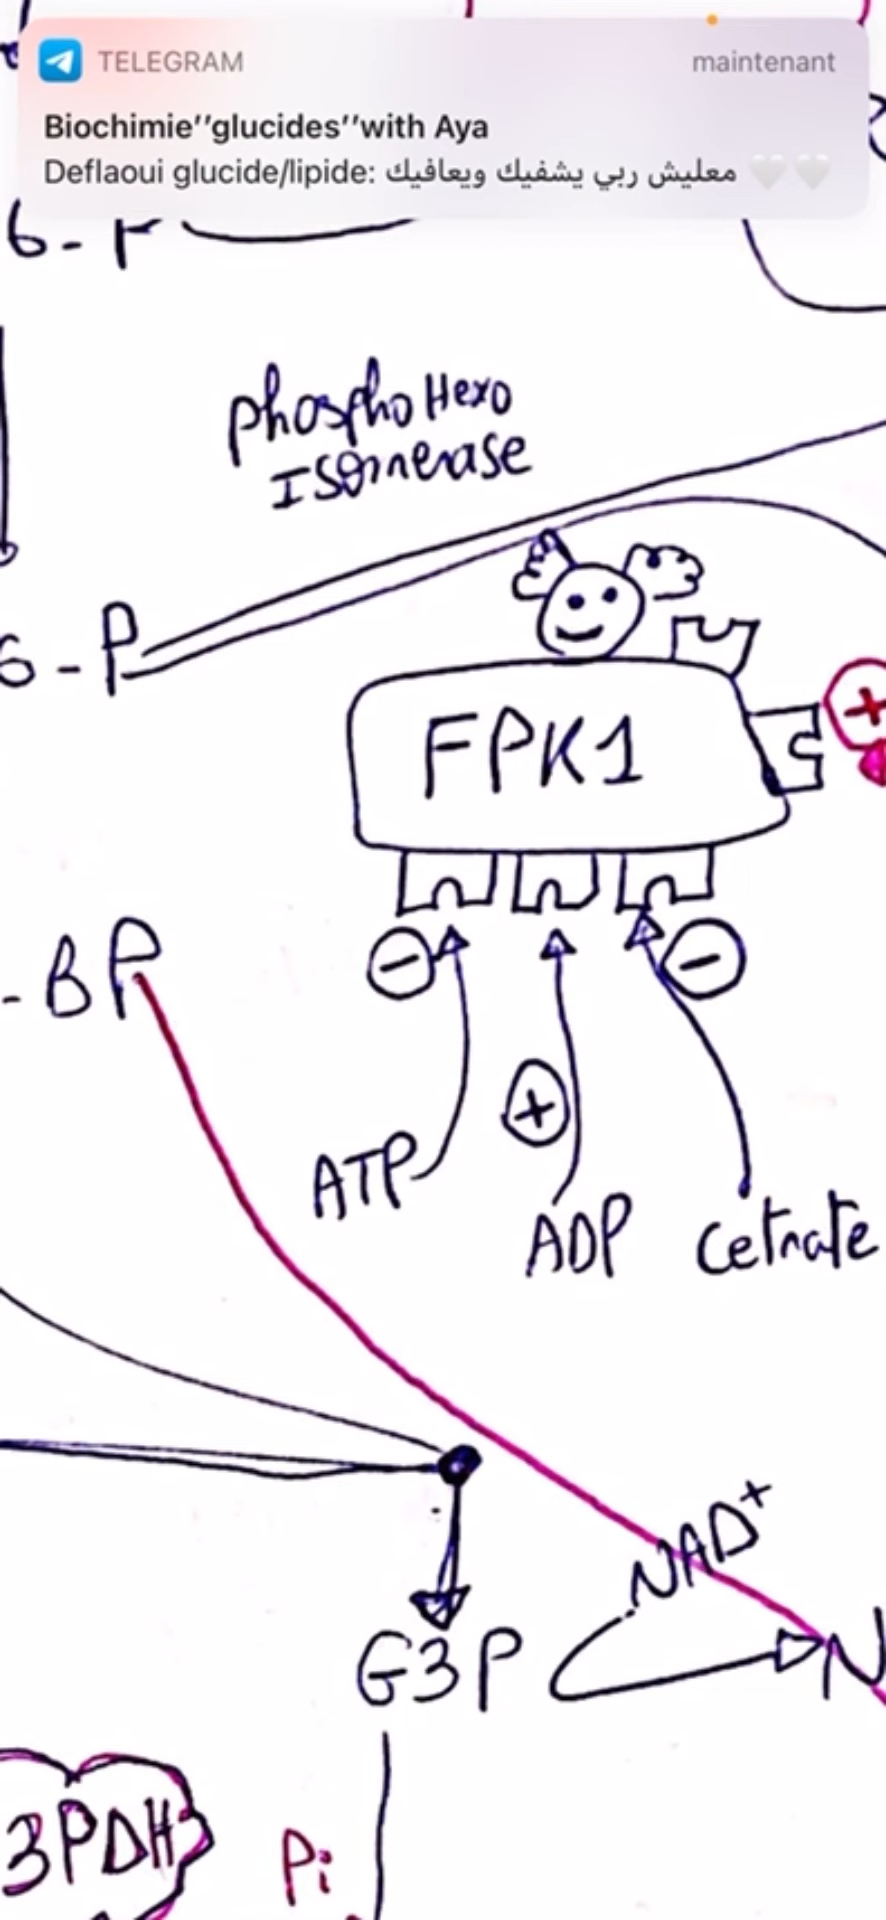 TELEGRAM maintenant
Biochimie''glucides''with Aya
Deflaoui glucide/lipide: معليش ربي يشفيك ويعافيك 🤍🤍
6-
phospho Hexo
Isomerase
6-P
FPK1
+
-BP
- -
+
ATP
ADP cetrate
NAD+
G3P N
3PDH
Pi